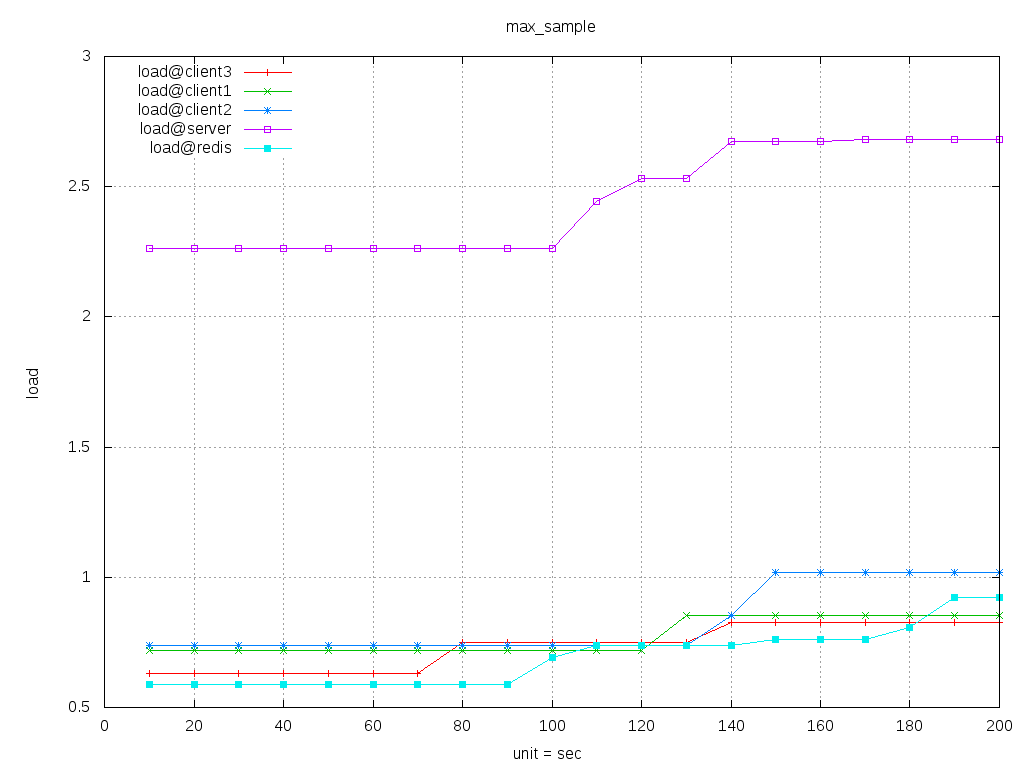 max_sample
load@client3
load@client1
load@client2
load@server
load@redis
3
2.5
2
1.5
1
0.5
load
0 20 40 60 80 100 120 140 160 180 200
unit = sec